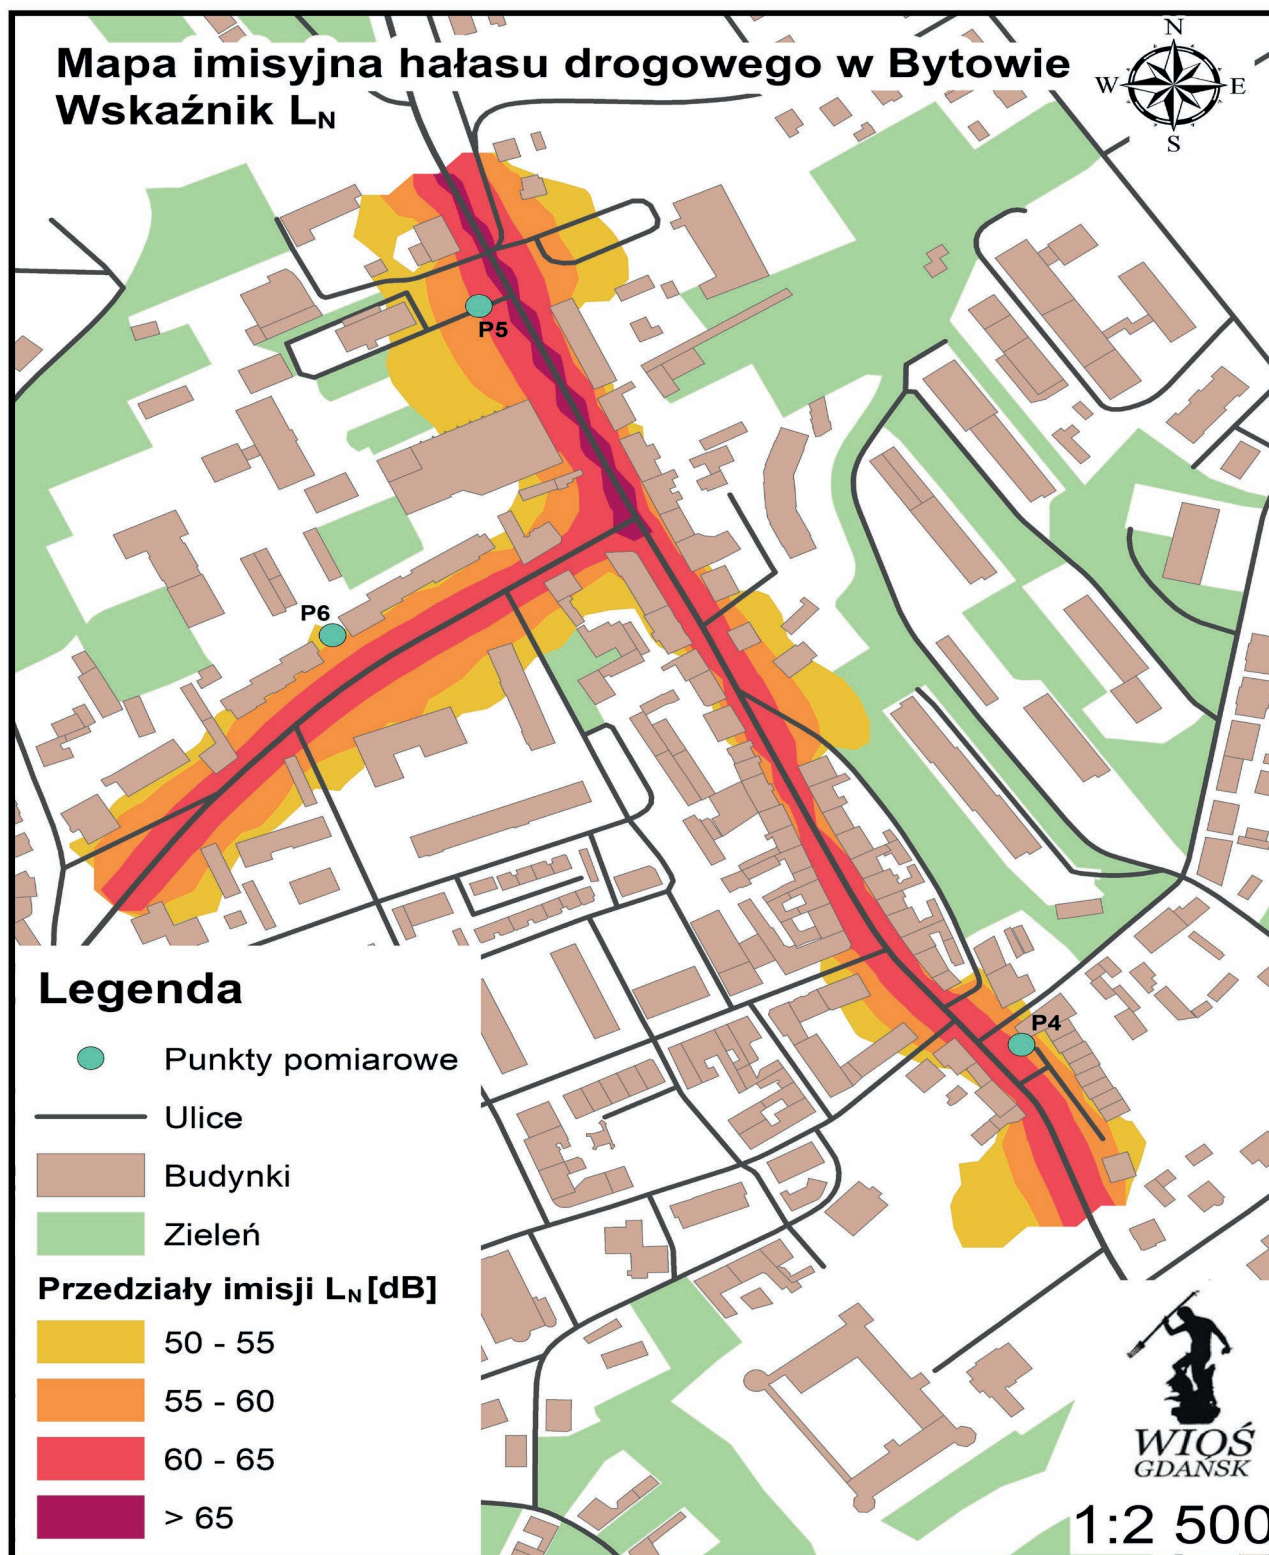 Mapa imisyjna hałasu drogowego w Bytowie
Wskaźnik LN
N
W
E
S
P5
P6
P4
Legenda
Punkty pomiarowe
Ulice
Budynki
Zieleń
Przedziały imisji LN [dB]
50 - 55
55 - 60
60 - 65
> 65
WIOŚ
GDAŃSK
1:2 500